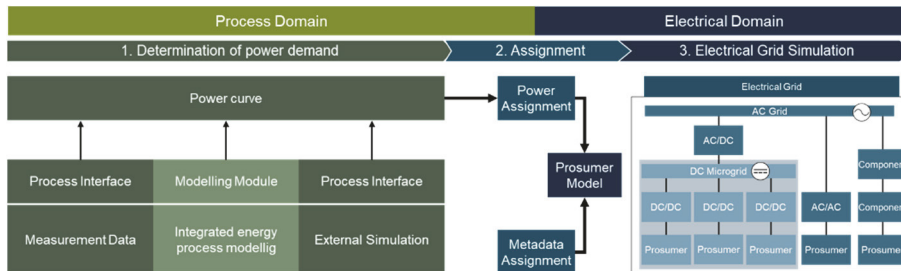 Process Domain
Electrical Domain
1. Determination of power demand
2. Assignment
3. Electrical Grid Simulation
Power curve
Power
Assignment
Electrical Grid
AC Grid
AC/DC
Process Interface
Modelling Module
Process Interface
Prosumer
Model
DC Microgrid
Component
DC/DC
DC/DC
DC/DC
AC/AC
Component
Measurement Data
Integrated energy
process modellig
External Simulation
Metadata
Assignment
Prosumer
Prosumer
Prosumer
Prosumer
Prosumer